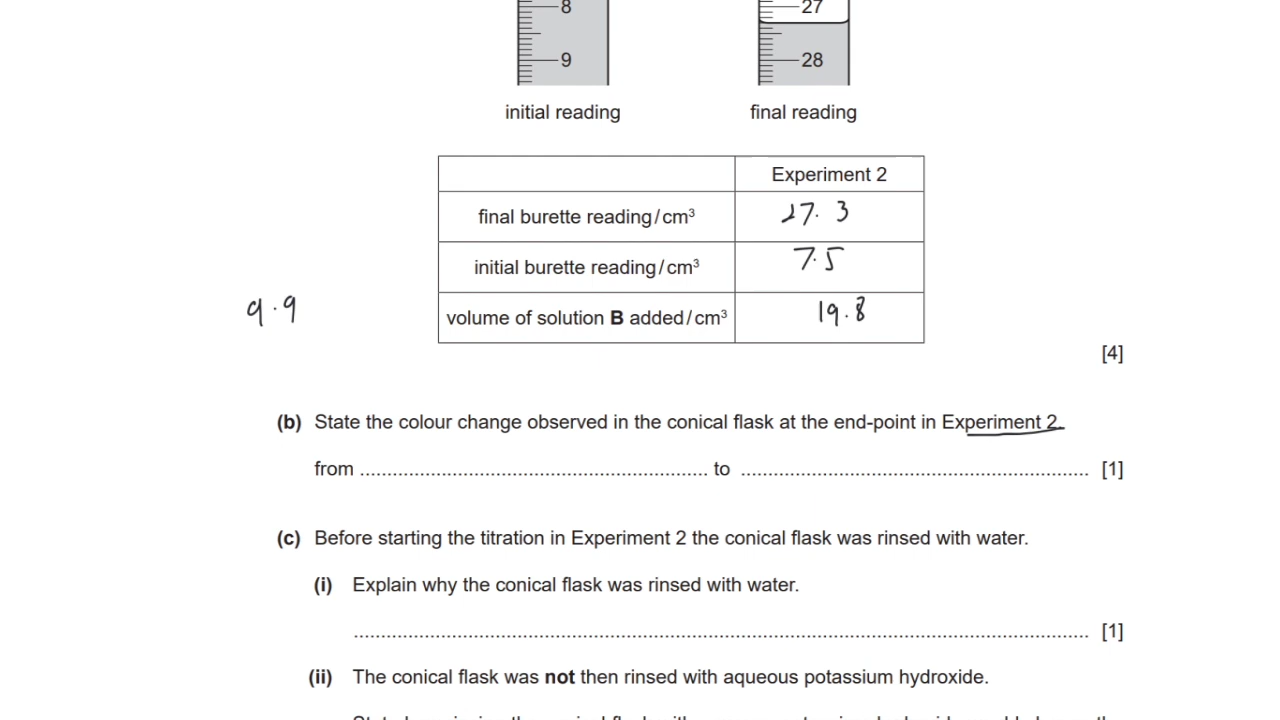 8
27
9
28
initial reading
final reading
Experiment 2
final burette reading/cm³
27.3
initial burette reading/cm³
7.5
9.9
volume of solution B added/cm³
19.8
[4]
(b) State the colour change observed in the conical flask at the end-point in Experiment 2.
from ........................................................ to ........................................................ [1]
(c) Before starting the titration in Experiment 2 the conical flask was rinsed with water.
(i) Explain why the conical flask was rinsed with water.
................................................................................................................ [1]
(ii) The conical flask was not then rinsed with aqueous potassium hydroxide.